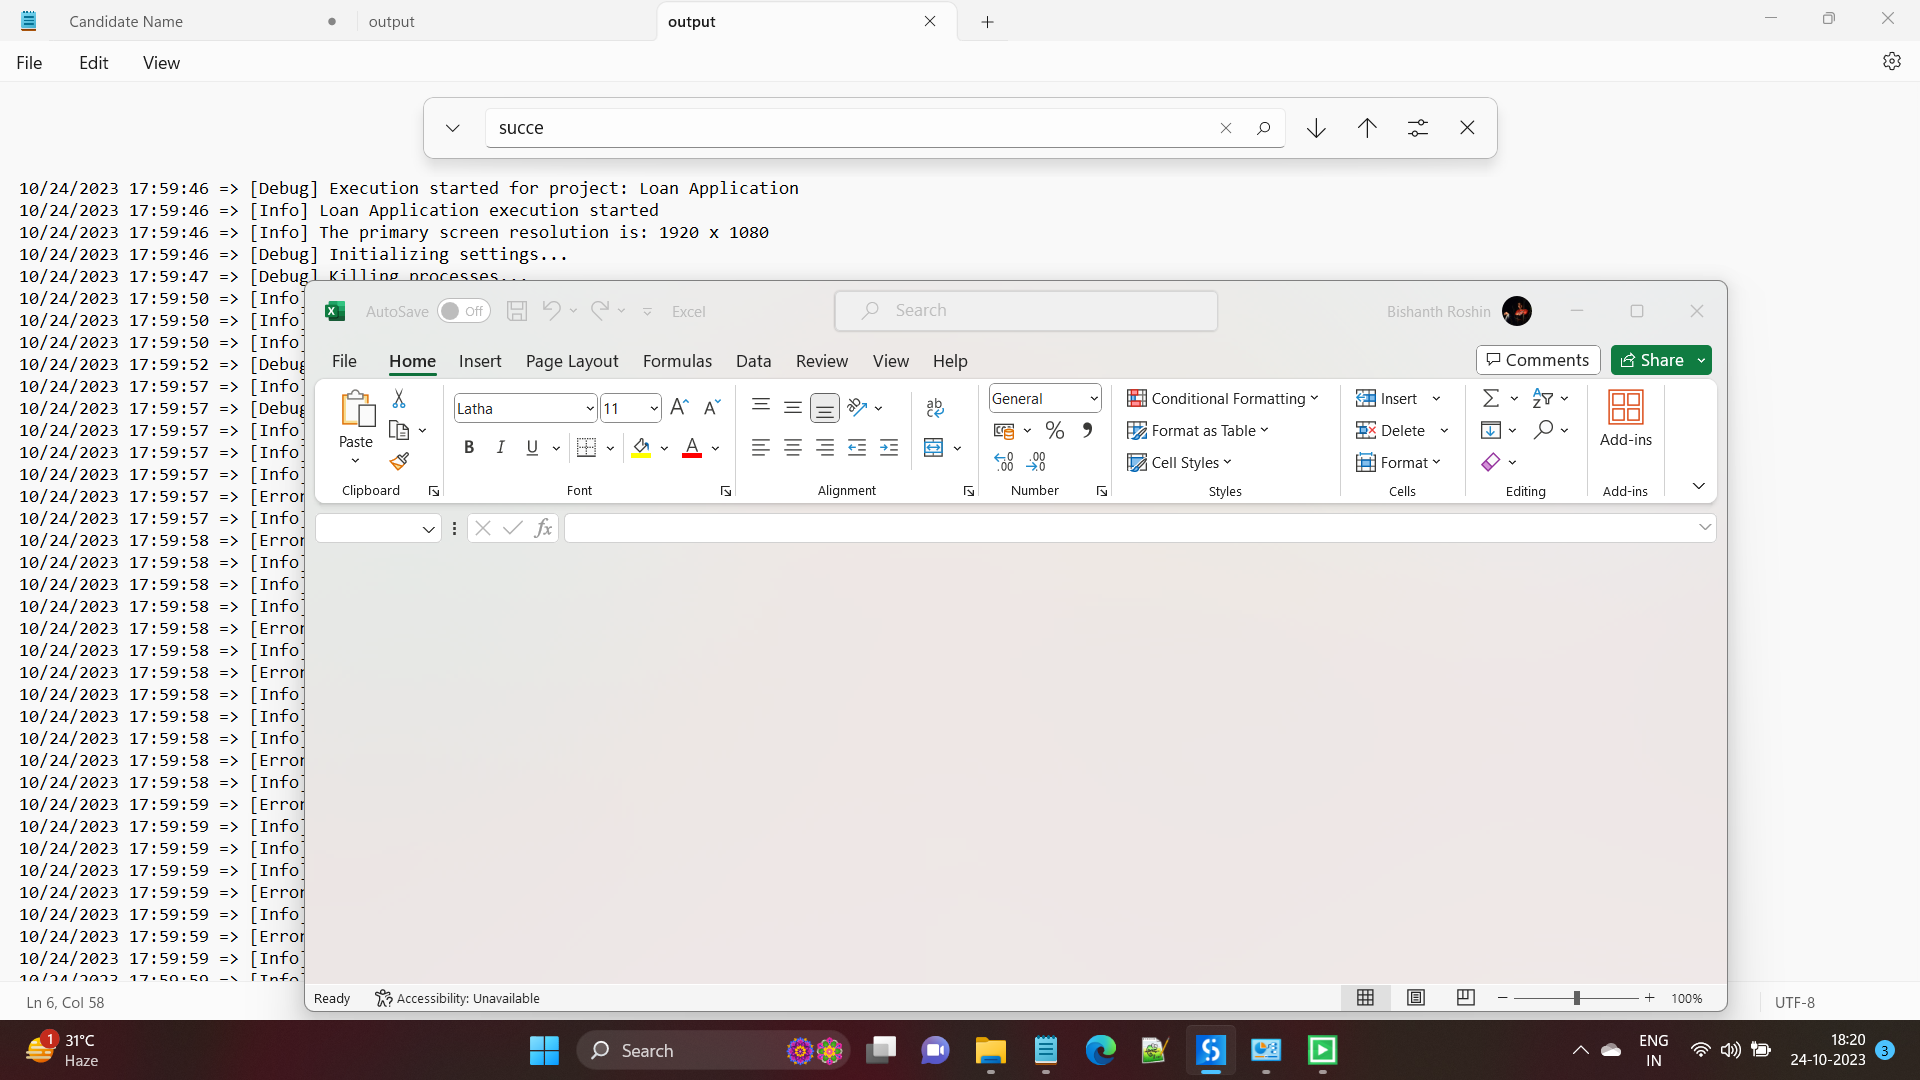 Candidate Name
output
output
File Edit View
succe
10/24/2023 17:59:46 => [Debug] Execution started for project: Loan Application
10/24/2023 17:59:46 => [Info] Loan Application execution started
10/24/2023 17:59:46 => [Info] The primary screen resolution is: 1920 x 1080
10/24/2023 17:59:46 => [Debug] Initializing settings...
10/24/2023 17:59:47 => [Debug] Killing processes...
10/24/2023 17:59:50 => [Info]
10/24/2023 17:59:50 => [Info]
10/24/2023 17:59:50 => [Info]
10/24/2023 17:59:52 => [Debug
10/24/2023 17:59:57 => [Info]
10/24/2023 17:59:57 => [Debug
10/24/2023 17:59:57 => [Info]
10/24/2023 17:59:57 => [Info]
10/24/2023 17:59:57 => [Info]
10/24/2023 17:59:57 => [Error
10/24/2023 17:59:57 => [Info]
10/24/2023 17:59:58 => [Error
10/24/2023 17:59:58 => [Info]
10/24/2023 17:59:58 => [Info]
10/24/2023 17:59:58 => [Info]
10/24/2023 17:59:58 => [Error
10/24/2023 17:59:58 => [Info]
10/24/2023 17:59:58 => [Error
10/24/2023 17:59:58 => [Info]
10/24/2023 17:59:58 => [Info]
10/24/2023 17:59:58 => [Info]
10/24/2023 17:59:58 => [Error
10/24/2023 17:59:58 => [Info]
10/24/2023 17:59:59 => [Error
10/24/2023 17:59:59 => [Info]
10/24/2023 17:59:59 => [Info]
10/24/2023 17:59:59 => [Info]
10/24/2023 17:59:59 => [Error
10/24/2023 17:59:59 => [Info]
10/24/2023 17:59:59 => [Error
10/24/2023 17:59:59 => [Info]
10/24/2023 17:59:59 => [Info]
Ln 6, Col 58
UTF-8
AutoSave Off Excel
Search
Bishanth Roshin
File Home Insert Page Layout Formulas Data Review View Help
Comments
Share
Paste
Clipboard
Latha 11
B I U A
Font
ab
c
Alignment
General
% 9
Number
Conditional Formatting
Format as Table
Cell Styles
Styles
Insert
Delete
Format
Cells
Editing
Add-ins
Add-ins
fx
Ready Accessibility: Unavailable
100%
1
31°C
Haze
Search
ENG
IN
18:20
24-10-2023
3